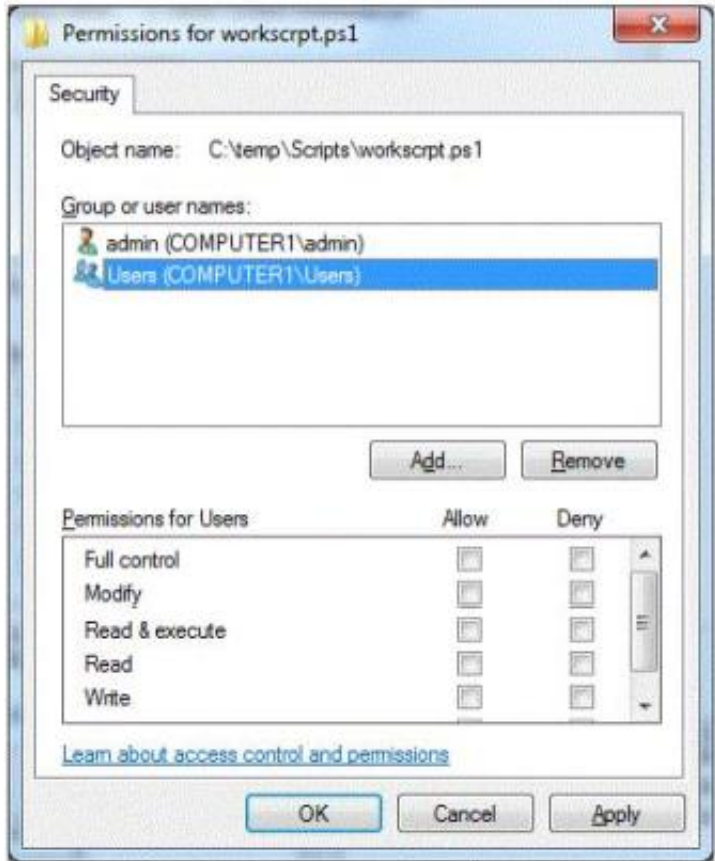 Permissions for workscrpt.ps1
Security
Object name: C:\temp\Scripts\workscrpt.ps1
Group or user names:
admin (COMPUTER1\admin)
Users (COMPUTER1\Users)
Add... Remove
Permissions for Users Allow Deny
Full control
Modify
Read & execute
Read
Write
Learn about access control and permissions
OK Cancel Apply